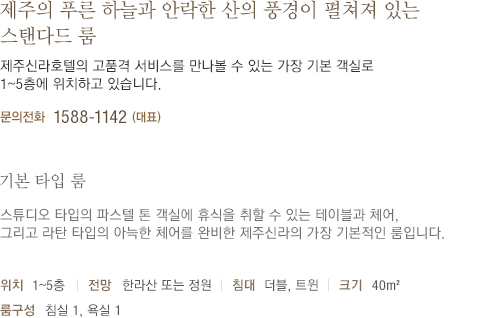 제주의 푸른 하늘과 안락한 산의 풍경이 펼쳐져 있는
스탠다드 룸
제주신라호텔의 고품격 서비스를 만나볼 수 있는 가장 기본 객실로
1~5층에 위치하고 있습니다.
문의전화 1588-1142 (대표)
기본 타입 룸
스튜디오 타입의 파스텔 톤 객실에 휴식을 취할 수 있는 테이블과 체어,
그리고 라탄 타입의 아늑한 체어를 완비한 제주신라의 가장 기본적인 룸입니다.
위치 1~5층 | 전망 한라산 또는 정원 | 침대 더블, 트윈 | 크기 40m²
룸구성 침실 1, 욕실 1